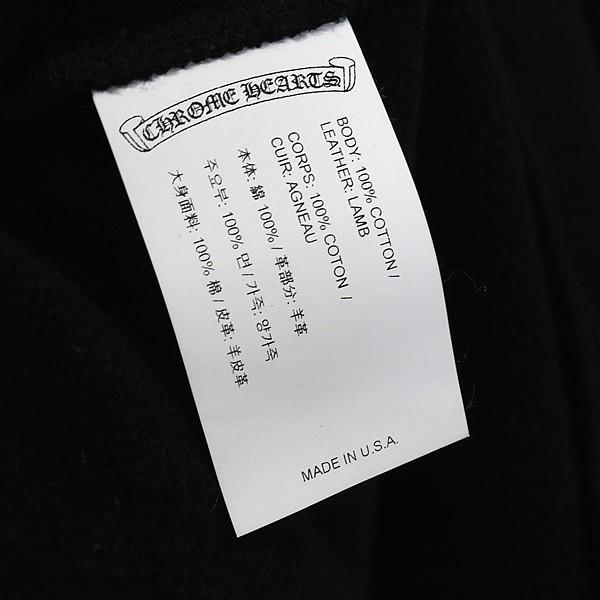 CHROME HEARTS
BODY: 100% COTTON /
LEATHER: LAMB
CORPS: 100% COTON /
CUIR: AGNEAU
本体: 綿 100% / 革部分: 羊革
주요부: 100% 면 / 가죽: 양가죽
大身面料: 100% 棉 / 皮革: 羊皮革
MADE IN U.S.A.